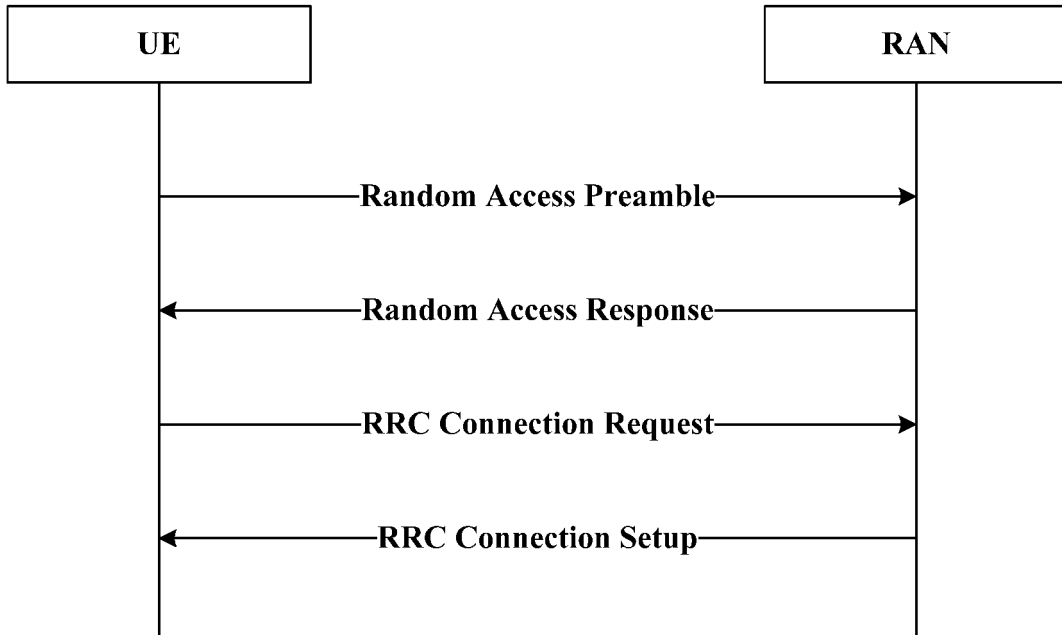 UE
RAN
Random Access Preamble
Random Access Response
RRC Connection Request
RRC Connection Setup